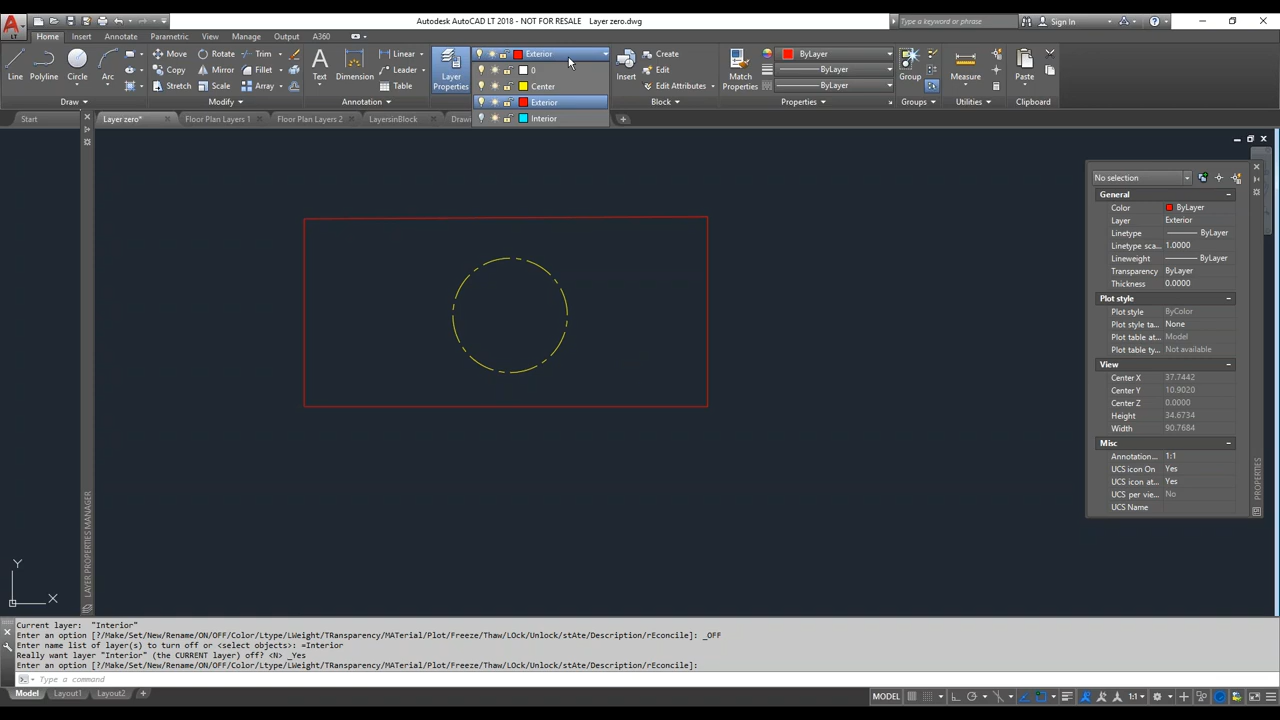 Autodesk AutoCAD LT 2018 - NOT FOR RESALE Layer zero.dwg
Type a keyword or phrase
Sign In
LT
Home Insert Annotate Parametric View Manage Output A360
Line
Polyline
Circle
Arc
Move
Rotate
Trim
Copy
Mirror
Fillet
Stretch
Scale
Array
Text
Dimension
Linear
Leader
Table
Layer
Properties
Exterior
0
Center
Exterior
Interior
Insert
Create
Edit
Edit Attributes
Match
Properties
ByLayer
ByLayer
ByLayer
Group
Measure
Paste
Draw
Modify
Annotation
Block
Properties
Groups
Utilities
Clipboard
Start
Layer zero*
Floor Plan Layers 1
Floor Plan Layers 2
LayersinBlock
Draw
No selection
General
Color ByLayer
Layer Exterior
Linetype ByLayer
Linetype sca... 1.0000
Lineweight ByLayer
Transparency ByLayer
Thickness 0.0000
Plot style
Plot style ByColor
Plot style ta... None
Plot table at... Model
Plot table ty... Not available
View
Center X 37.7442
Center Y 10.9020
Center Z 0.0000
Height 34.6734
Width 90.7684
Misc
Annotation... 1:1
UCS icon On Yes
UCS icon at... Yes
UCS per vie... No
UCS Name
PROPERTIES
LAYER PROPERTIES MANAGER
Y
X
Current layer: "Interior"
Enter an option [?/Make/Set/New/Rename/ON/OFF/Color/Ltype/LWeight/TRansparency/MATerial/Plot/Freeze/Thaw/LOck/Unlock/stAte/Description/rEconcile]: _OFF
Enter name list of layer(s) to turn off or <select objects>: =Interior
Really want layer "Interior" (the CURRENT layer) off? <N> _Yes
Enter an option [?/Make/Set/New/Rename/ON/OFF/Color/Ltype/LWeight/TRansparency/MATerial/Plot/Freeze/Thaw/LOck/Unlock/stAte/Description/rEconcile]:
Type a command
Model Layout1 Layout2
MODEL
1:1